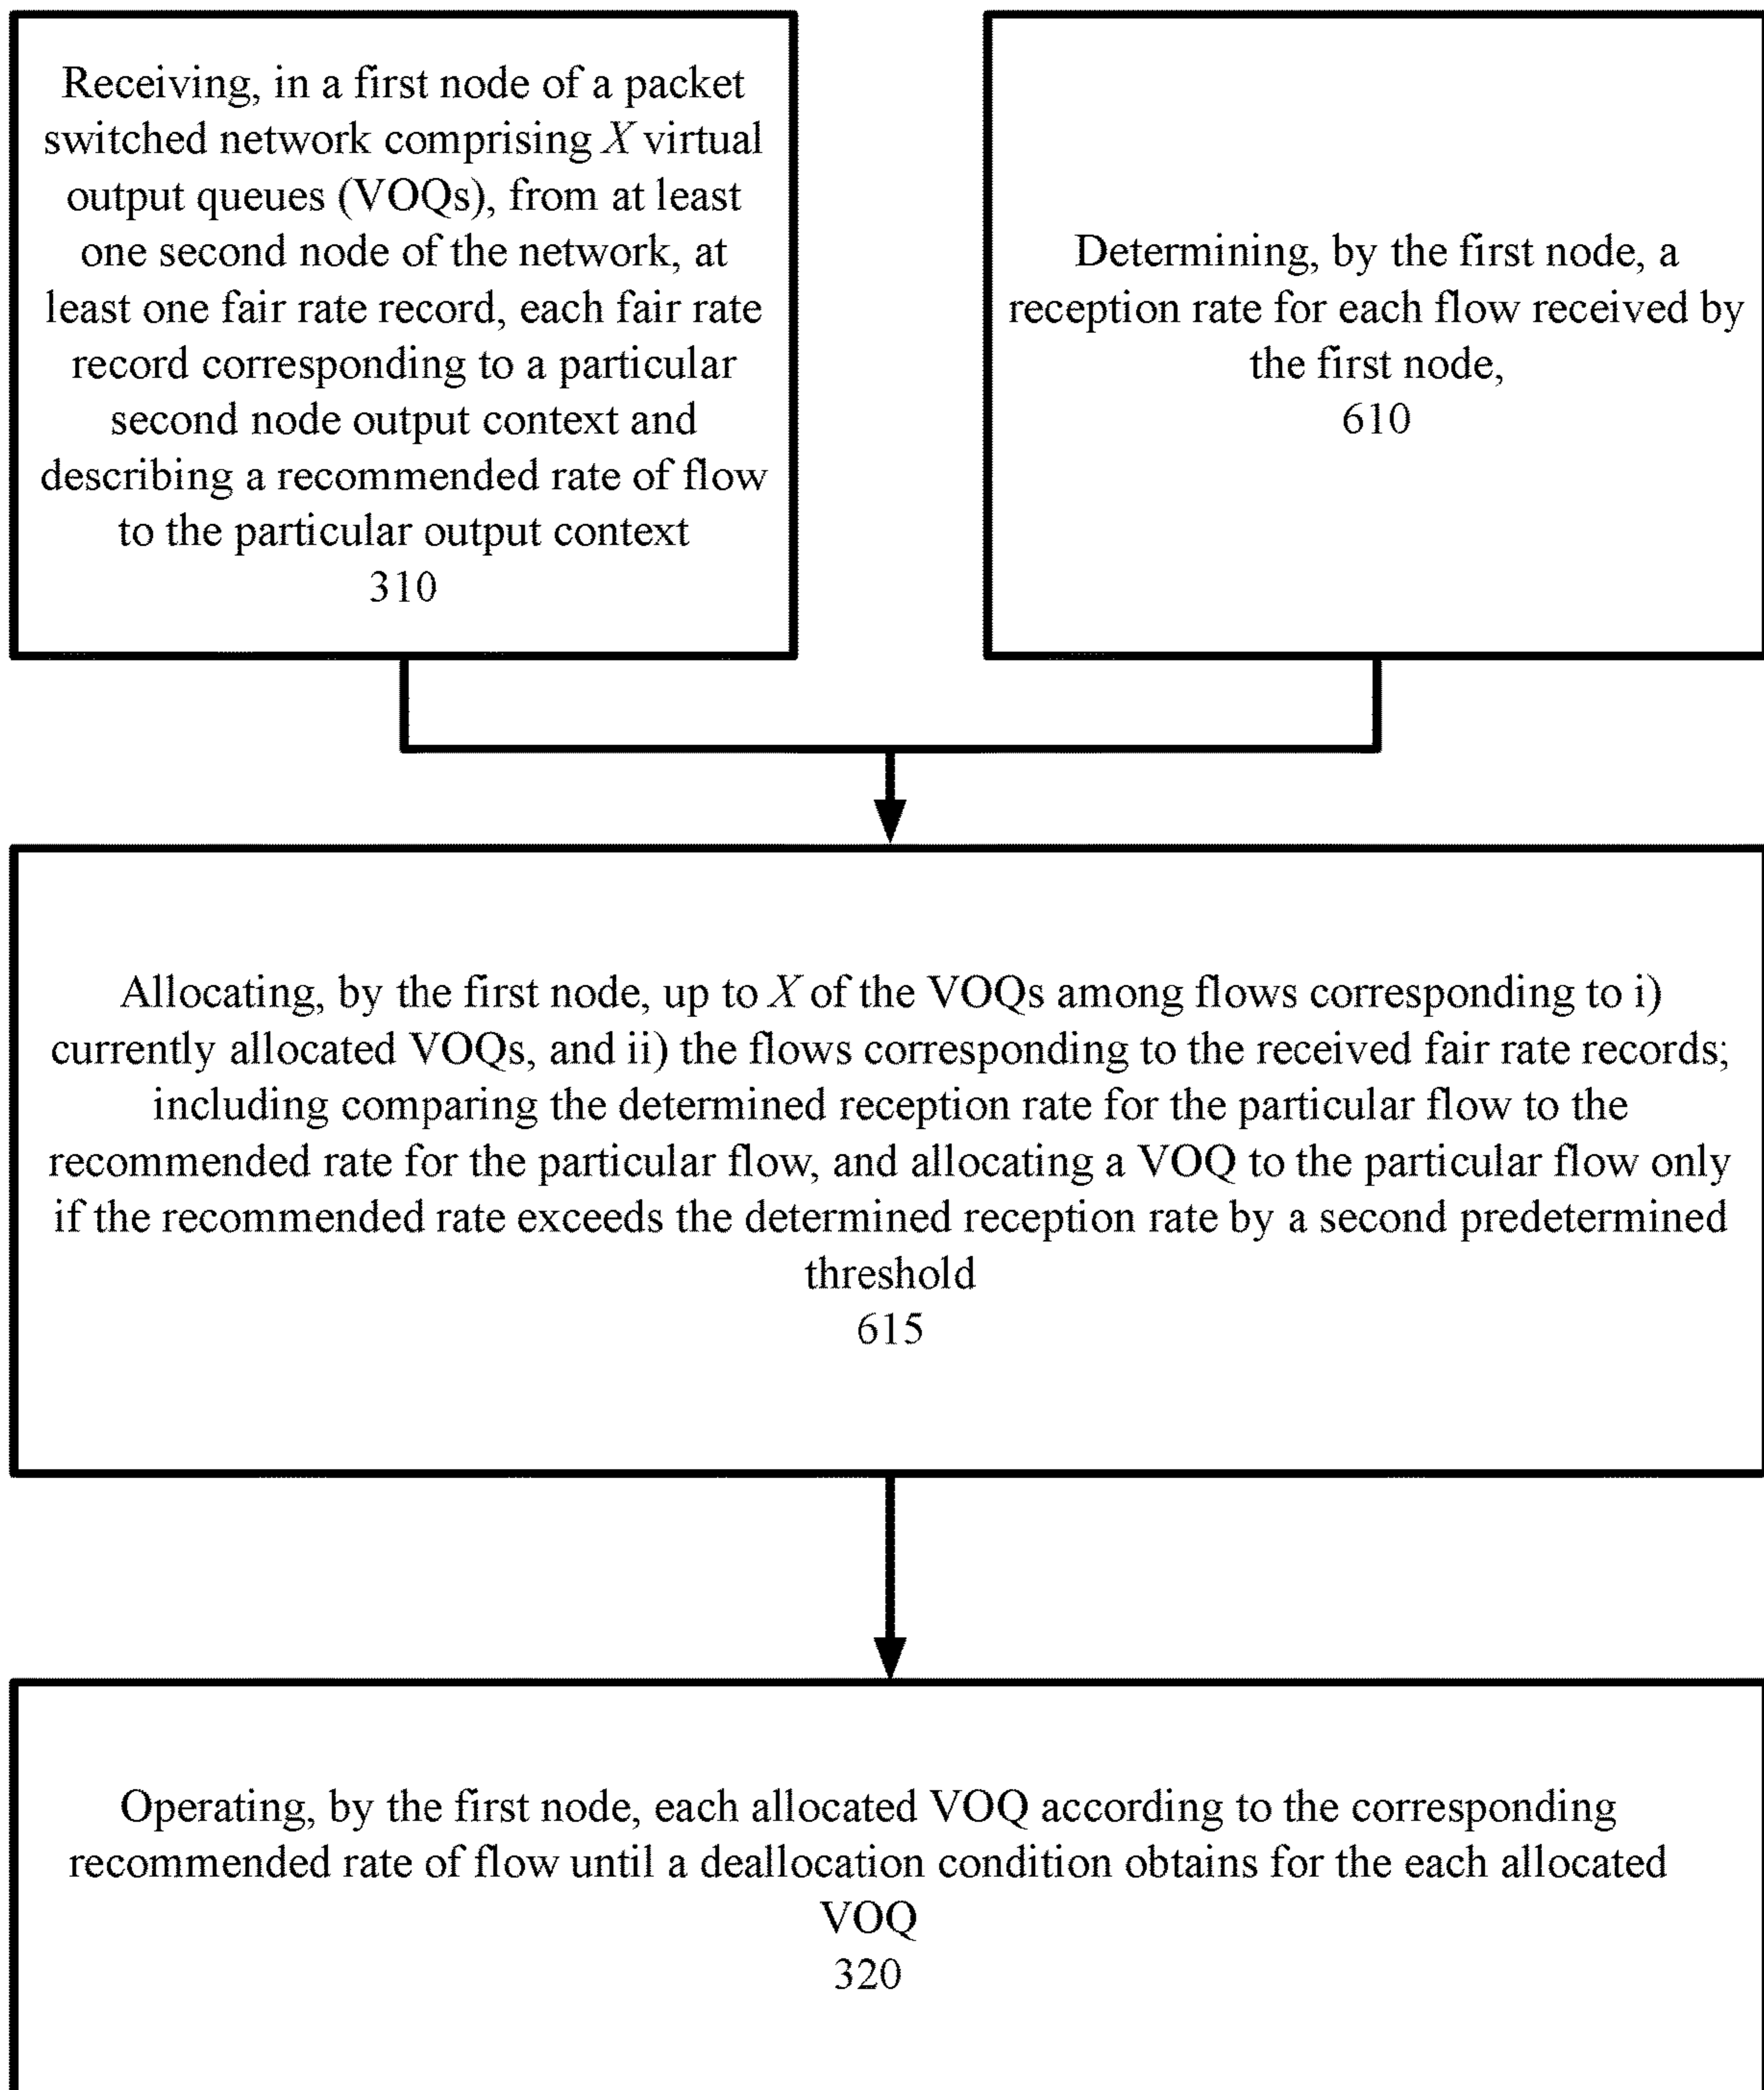 Receiving, in a first node of a packet
switched network comprising X virtual
output queues (VOQs), from at least
one second node of the network, at
least one fair rate record, each fair rate
record corresponding to a particular
second node output context and
describing a recommended rate of flow
to the particular output context
310
Determining, by the first node, a
reception rate for each flow received by
the first node,
610
Allocating, by the first node, up to X of the VOQs among flows corresponding to i)
currently allocated VOQs, and ii) the flows corresponding to the received fair rate records;
including comparing the determined reception rate for the particular flow to the
recommended rate for the particular flow, and allocating a VOQ to the particular flow only
if the recommended rate exceeds the determined reception rate by a second predetermined
threshold
615
Operating, by the first node, each allocated VOQ according to the corresponding
recommended rate of flow until a deallocation condition obtains for the each allocated
VOQ
320